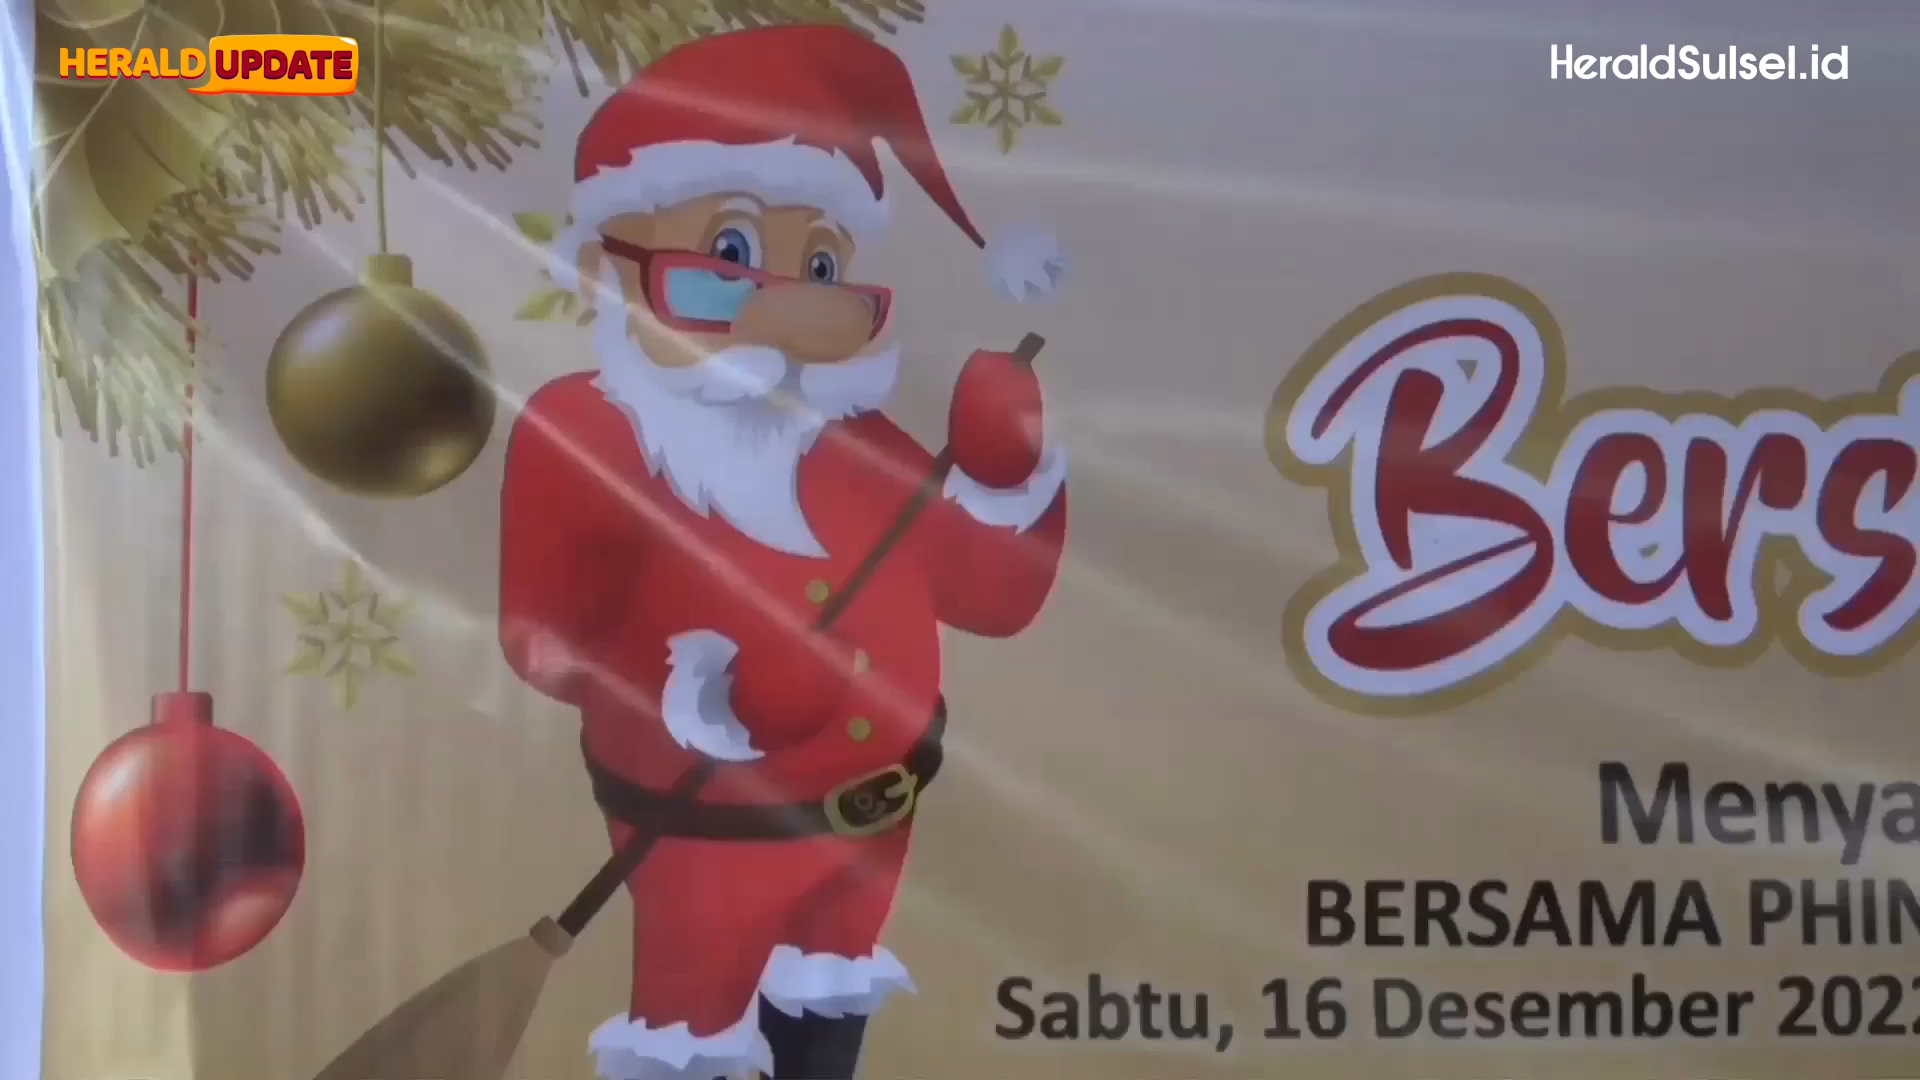 HERALD UPDATE
HeraldSulsel.id
Bers
Menya
BERSAMA PHIN
Sabtu, 16 Desember 202